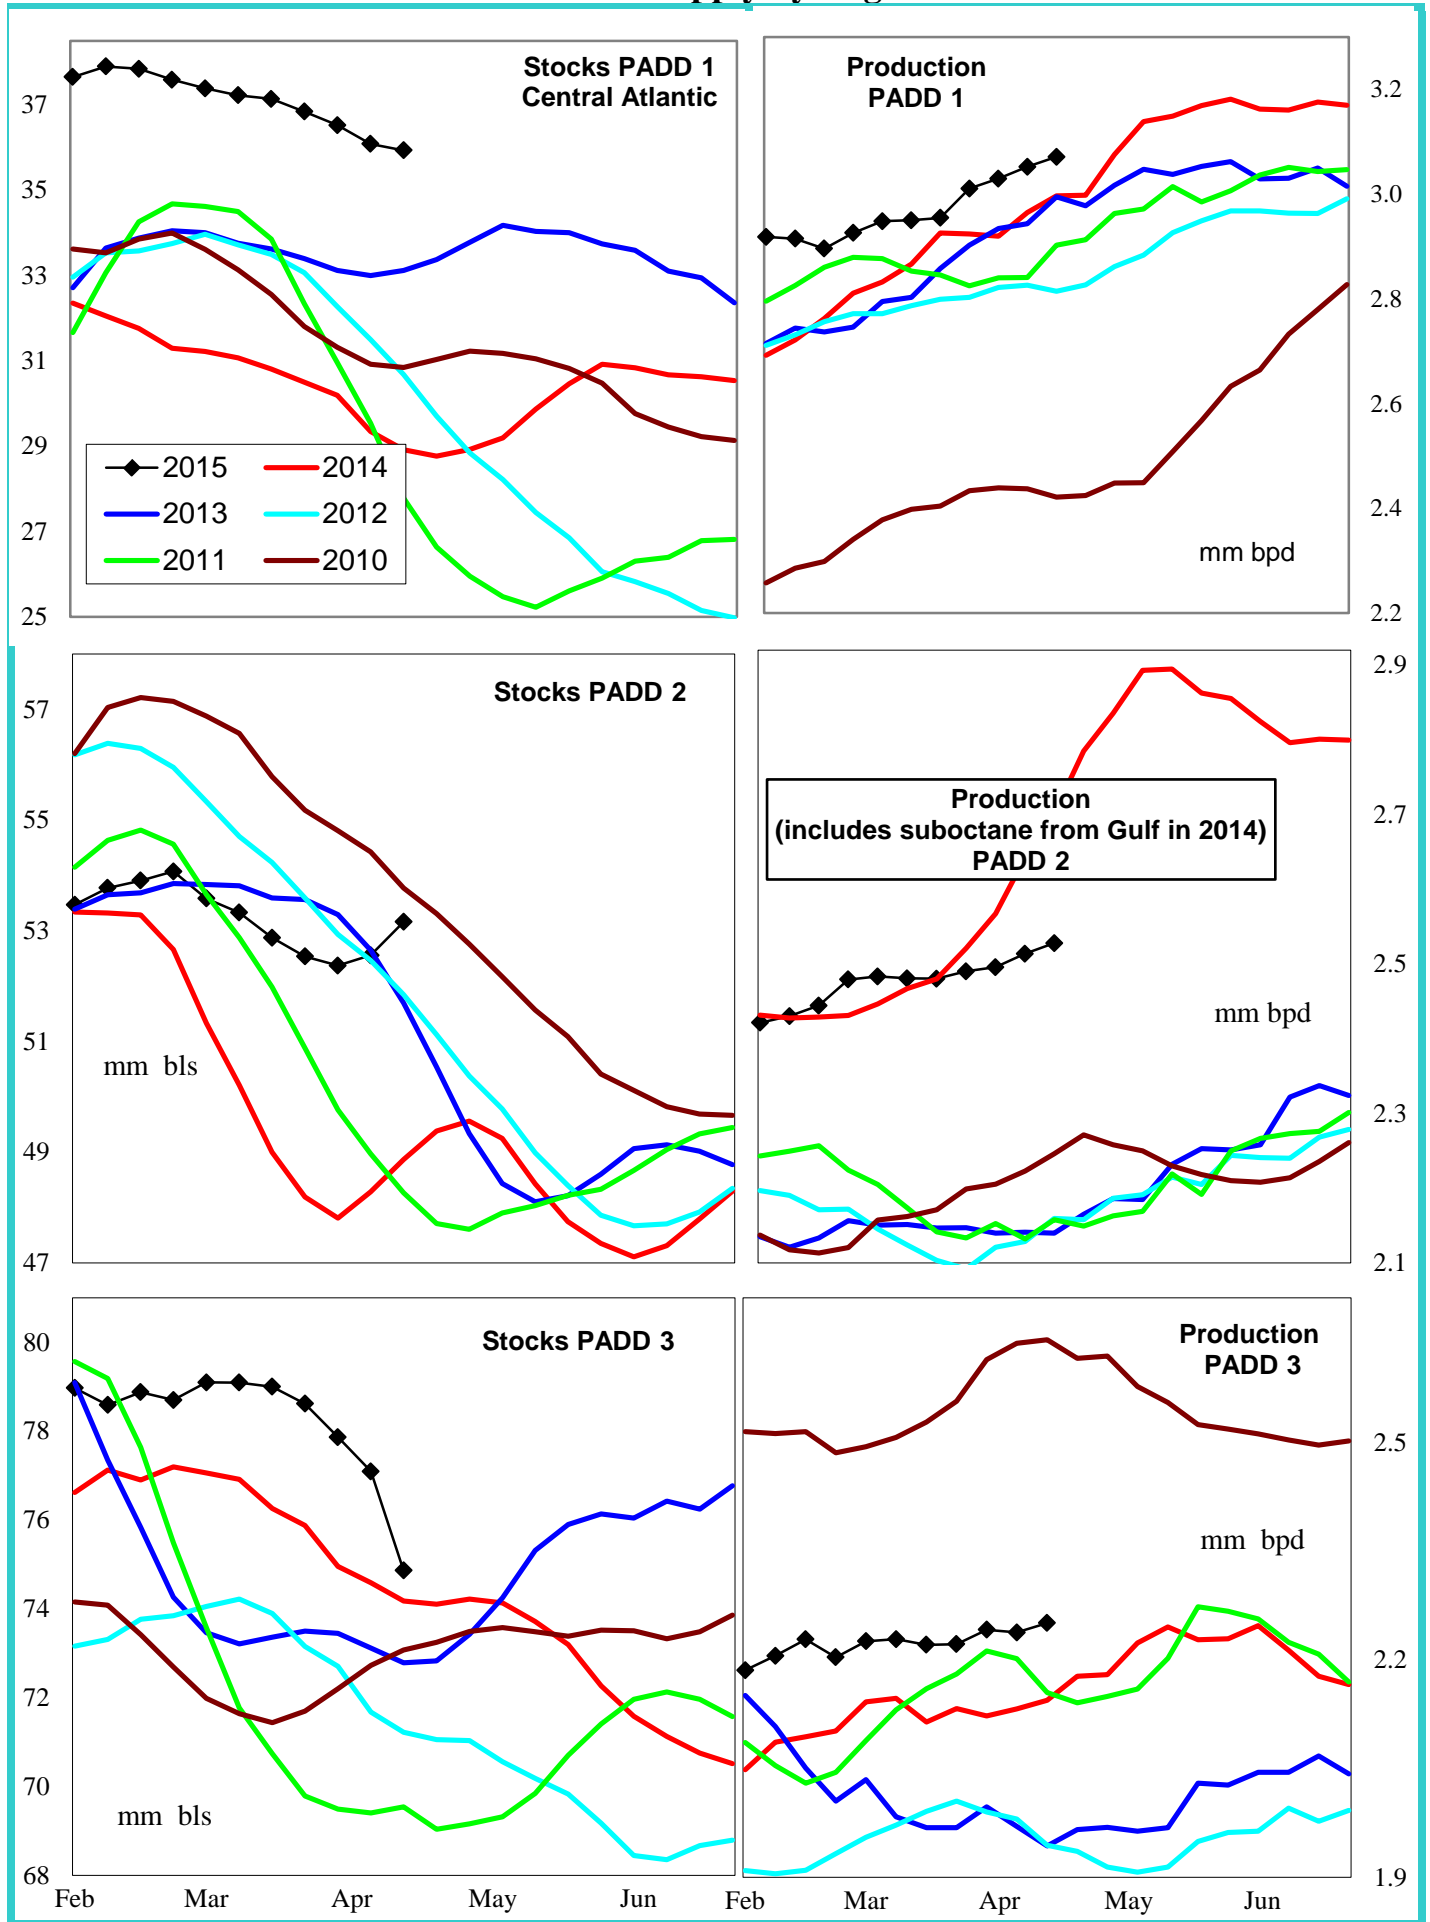 Stocks PADD 1
Central Atlantic
37
35
33
31
29
27
25
2015
2014
2013
2012
2011
2010
Production
PADD 1
3.2
3.0
2.8
2.6
2.4
2.2
mm bpd
Stocks PADD 2
57
55
53
51
49
47
mm bls
Production
(includes suboctane from Gulf in 2014)
PADD 2
2.9
2.7
2.5
2.3
2.1
mm bpd
Stocks PADD 3
80
78
76
74
72
70
68
mm bls
Feb Mar Apr May Jun
Production
PADD 3
2.5
2.2
1.9
mm bpd
Feb Mar Apr May Jun